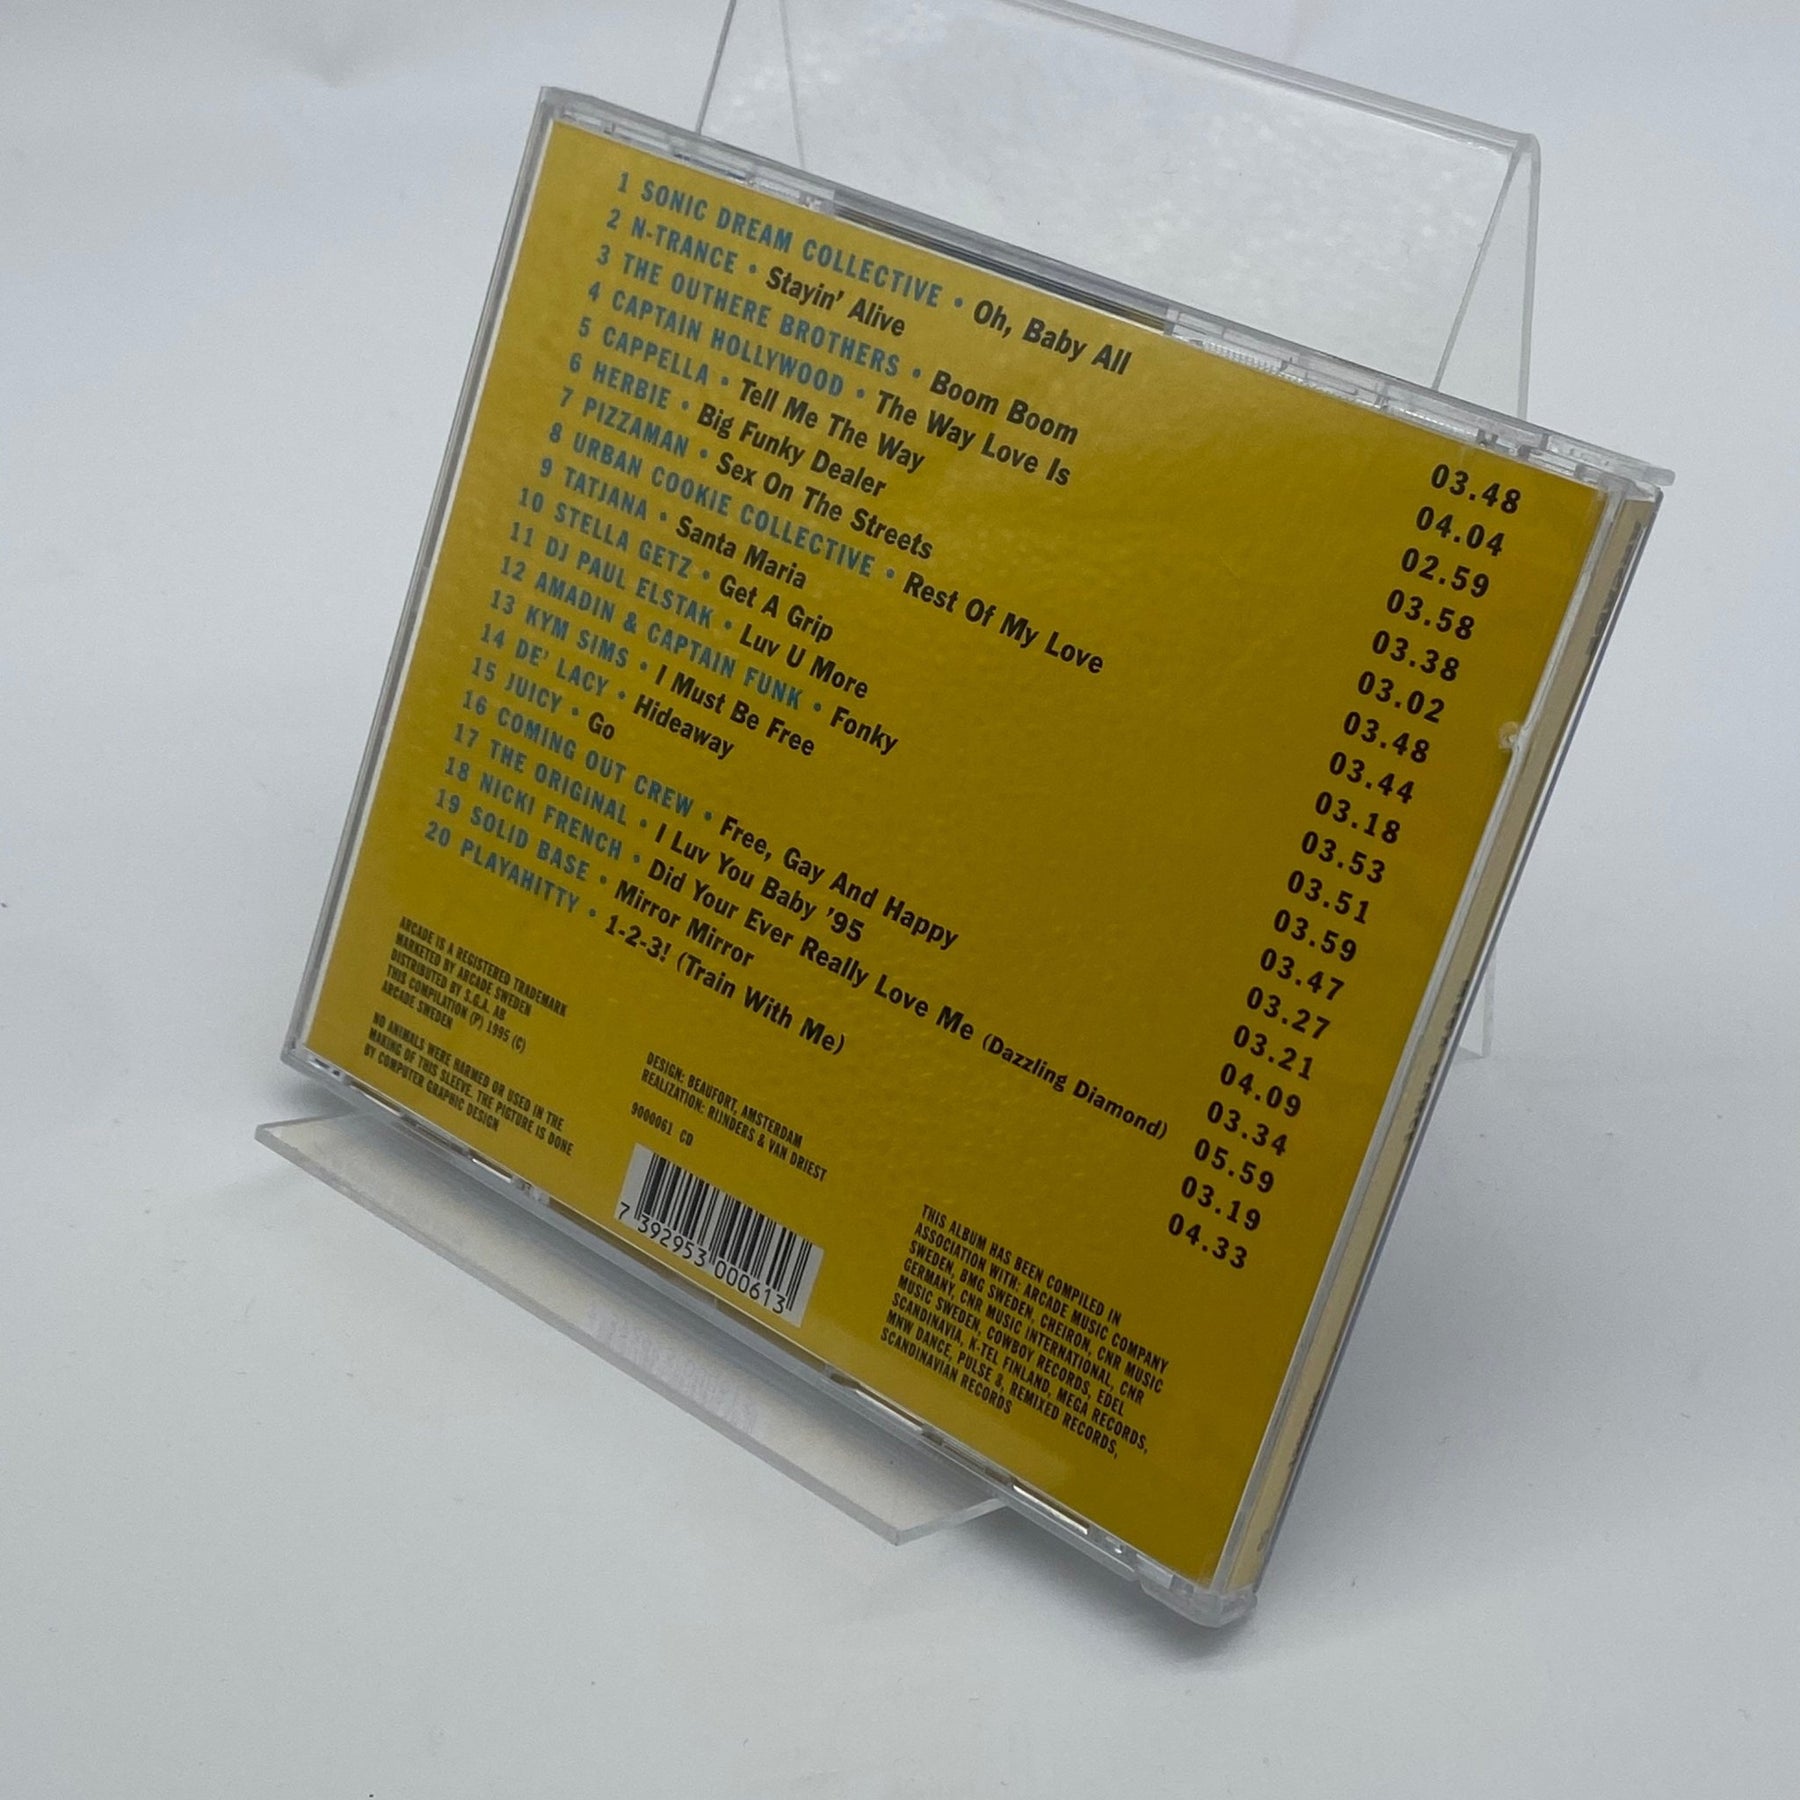 1 SONIC DREAM COLLECTIVE • Oh, Baby All 03.48
2 N-TRANCE • Stayin' Alive 04.04
3 THE OUTHERE BROTHERS • Boom Boom 02.59
4 CAPTAIN HOLLYWOOD • The Way Love Is 03.58
5 CAPPELLA • Tell Me The Way 03.38
6 HERBIE • Big Funky Dealer 03.02
7 PIZZAMAN • Sex On The Streets 03.48
8 URBAN COOKIE COLLECTIVE • Rest Of My Love 03.44
9 TATJANA • Santa Maria 03.18
10 STELLA GETZ • Get A Grip 03.53
11 DJ PAUL ELSTAK • Luv U More 03.51
12 AMADIN & CAPTAIN FUNK • Fonky 03.59
13 KYM SIMS • I Must Be Free 03.47
14 DE' LACY • Hideaway 03.27
15 JUICY • Go 03.21
16 COMING OUT CREW • Free, Gay And Happy 04.09
17 THE ORIGINAL • I Luv You Baby '95 03.34
18 NICKI FRENCH • Did Your Ever Really Love Me (Dazzling Diamond) 05.59
19 SOLID BASE • Mirror Mirror 03.19
20 PLAYAHITTY • 1-2-3! (Train With Me) 04.33
ARCADE IS A REGISTERED TRADEMARK
MARKETED BY ARCADE SWEDEN
DISTRIBUTED BY S.G.A. AB
THIS COMPILATION (P) 1995 (C)
ARCADE SWEDEN
NO ANIMALS WERE HARMED OR USED IN THE
MAKING OF THIS SLEEVE. THE PIGTURE IS DONE
BY COMPUTER GRAPHIC DESIGN
DESIGN: BEAUFORT, AMSTERDAM
REALIZATION: RIJNDERS & VAN DRIEST
9000061 CD
7 392953 000613
THIS ALBUM HAS BEEN COMPILED IN
ASSOCIATION WITH: ARCADE MUSIC COMPANY
SWEDEN, BMG SWEDEN, CHEIRON, CNR MUSIC
GERMANY, CNR MUSIC INTERNATIONAL, CNR
MUSIC SWEDEN, COWBOY RECORDS, EDEL
SCANDINAVIA, K-TEL FINLAND, MEGA RECORDS,
MNW DANCE, PULSE 8, REMIXED RECORDS,
SCANDINAVIAN RECORDS